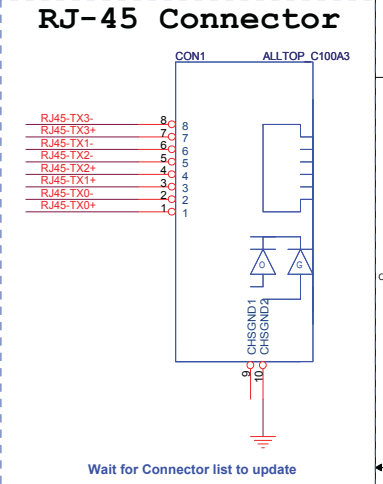 RJ-45 Connector
CON1 ALLTOP_C100A3
RJ45-TX3- 8 8
RJ45-TX3+ 7 7
RJ45-TX1- 6 6
RJ45-TX2- 5 5
RJ45-TX2+ 4 4
RJ45-TX1+ 3 3
RJ45-TX0- 2 2
RJ45-TX0+ 1 1
O G
CHSGND1
CHSGND2
9
10
Wait for Connector list to update